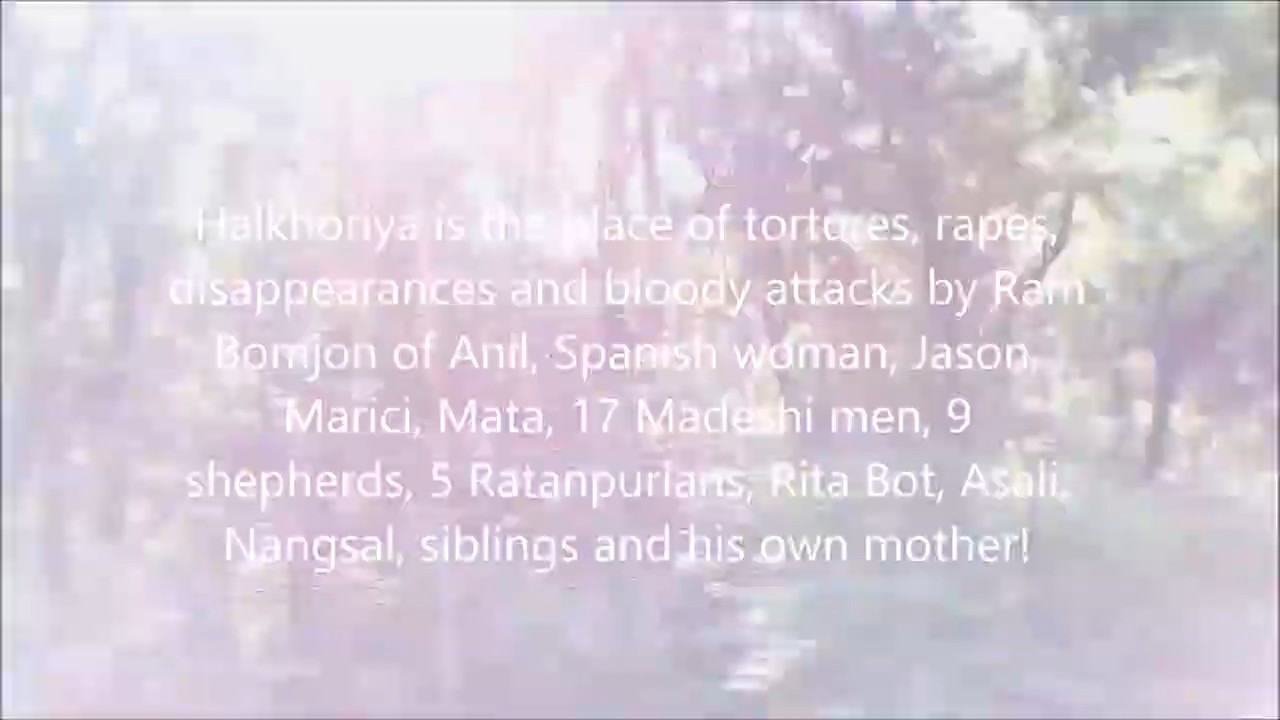 Halkhoriya is the place of tortures, rapes,
disappearances and bloody attacks by Ram
Bomjon of Anil, Spanish woman, Jason,
Marici, Mata, 17 Madeshi men, 9
shepherds, 5 Ratanpurians, Rita Bot, Asali,
Nangsal, siblings and his own mother!